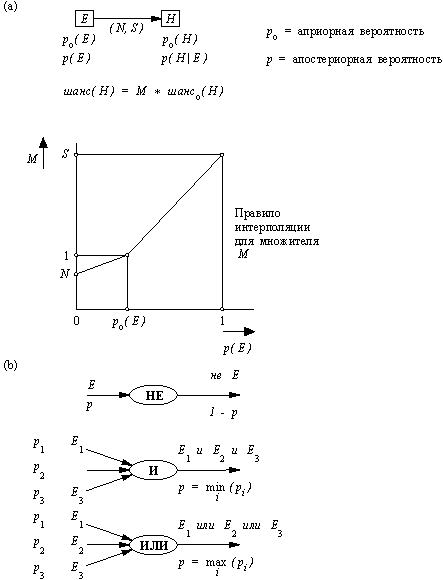 (a)
E (N, S) H
p₀(E) p₀(H) p₀ = априорная вероятность
p(E) p(H|E) p = апостериорная вероятность
шанс(H) = M * шанс₀(H)
M S
Правило
интерполяции
для множителя
M
1
N
0 p₀(E) 1
p(E)
(b)
E не E
НЕ
p 1 - p
p₁ E₁ E₁ и E₂ и E₃
p₂ И
p₃ E₃ p = min (pᵢ)
i
p₁ E₁ E₁ или E₂ или E₃
p₂ E₂ ИЛИ
p₃ E₃ p = max (pᵢ)
i